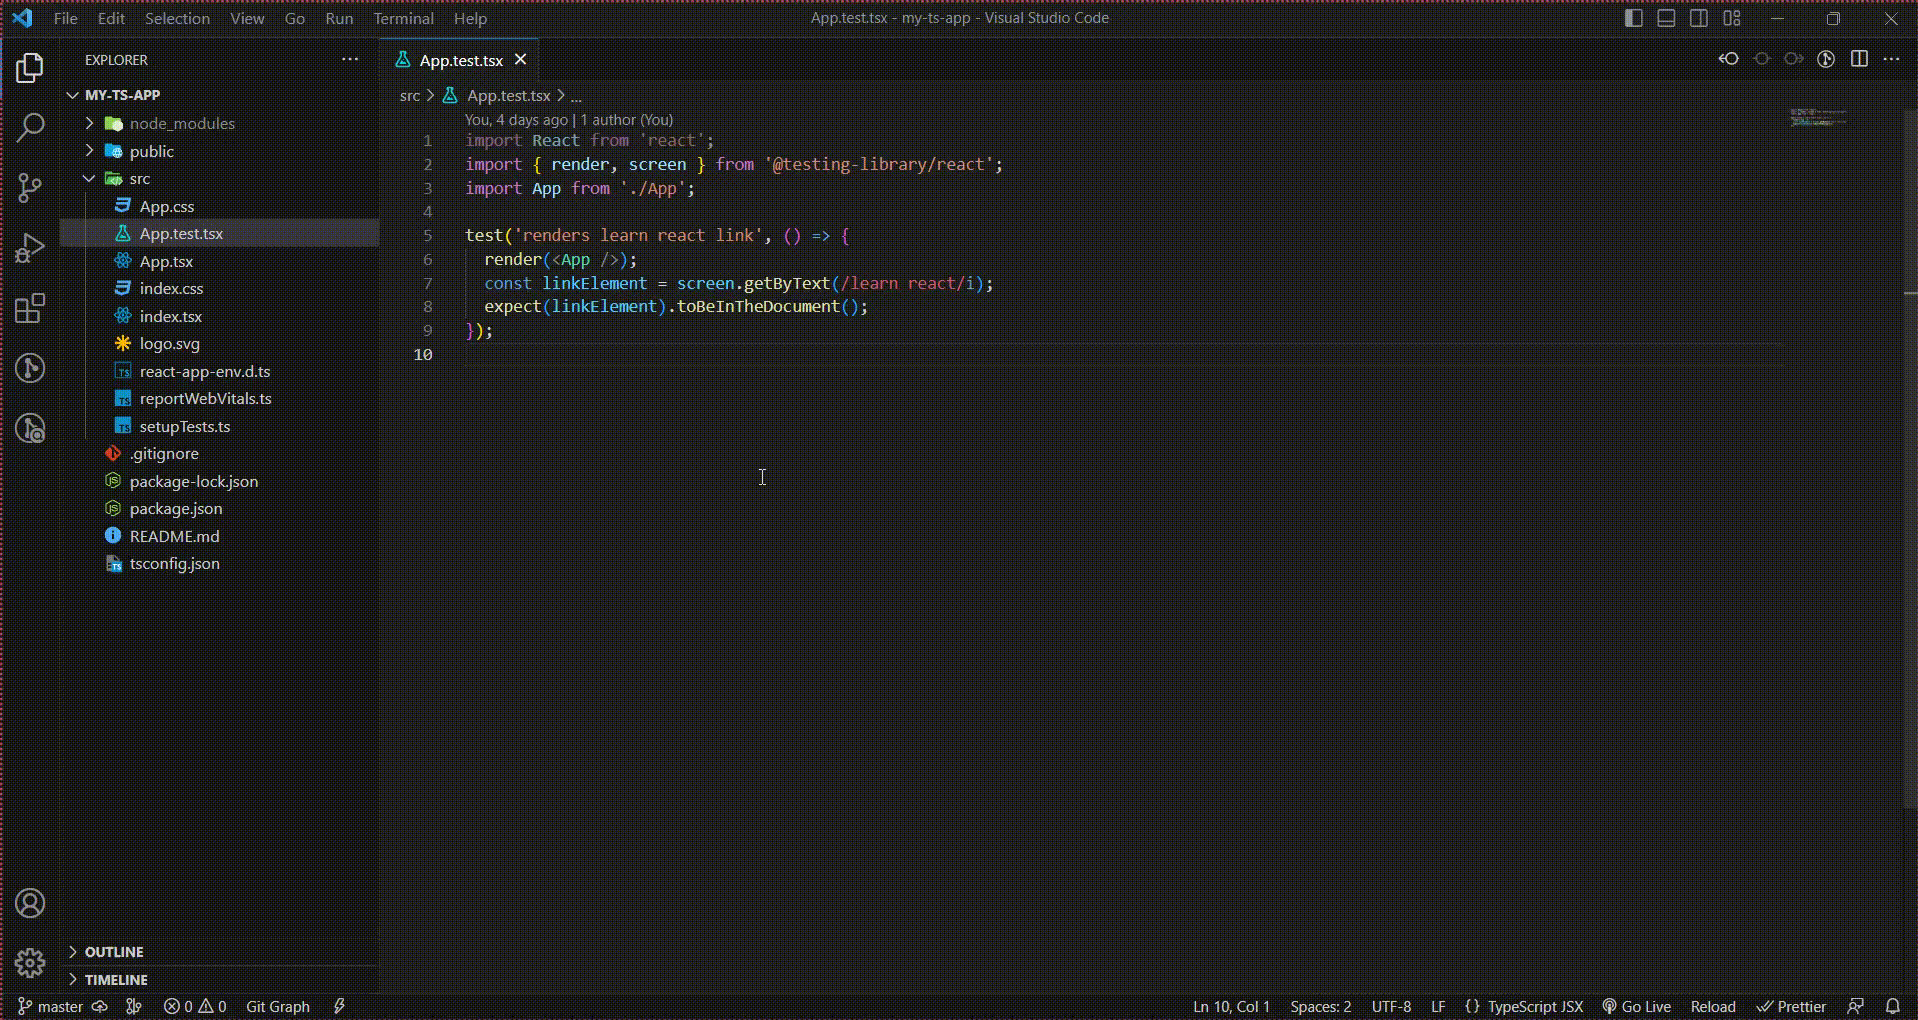 File Edit Selection View Go Run Terminal Help
App.test.tsx - my-ts-app - Visual Studio Code
EXPLORER
MY-TS-APP
node_modules
public
src
App.css
App.test.tsx
App.tsx
index.css
index.tsx
logo.svg
react-app-env.d.ts
reportWebVitals.ts
setupTests.ts
.gitignore
package-lock.json
package.json
README.md
tsconfig.json
OUTLINE
TIMELINE
App.test.tsx
src > App.test.tsx > ...
You, 4 days ago | 1 author (You)
1 import React from 'react';
2 import { render, screen } from '@testing-library/react';
3 import App from './App';
4
5 test('renders learn react link', () => {
6 render(<App />);
7 const linkElement = screen.getByText(/learn react/i);
8 expect(linkElement).toBeInTheDocument();
9 });
10
master 0 0 Git Graph Ln 10, Col 1 Spaces: 2 UTF-8 LF {} TypeScript JSX Go Live Reload Prettier